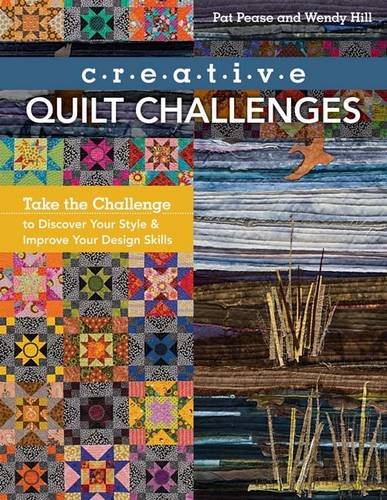 Pat Pease and Wendy Hill
c·r·e·a·t·i·v·e
QUILT CHALLENGES
Take the Challenge
to Discover Your Style &
Improve Your Design Skills